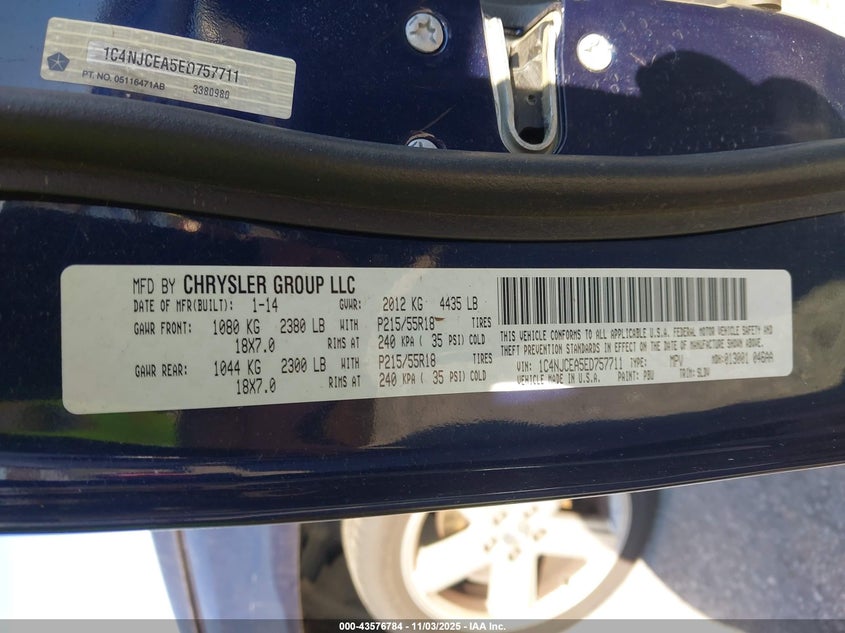 1C4NJCEA5ED757711
PT. NO. 05116471AB 3380980
MFD BY CHRYSLER GROUP LLC
DATE OF MFR(BUILT): 1-14 GVWR: 2012 KG 4435 LB
GAWR FRONT: 1080 KG 2380 LB WITH P215/55R18 TIRES
18X7.0 RIMS AT 240 KPA ( 35 PSI) COLD
GAWR REAR: 1044 KG 2300 LB WITH P215/55R18 TIRES
18X7.0 RIMS AT 240 KPA ( 35 PSI) COLD
THIS VEHICLE CONFORMS TO ALL APPLICABLE U.S.A. FEDERAL MOTOR VEHICLE SAFETY AND
THEFT PREVENTION STANDARDS IN EFFECT ON THE DATE OF MANUFACTURE SHOWN ABOVE.
VIN: 1C4NJCEA5ED757711 TYPE: MPV MDH: 013001 048AA
VEHICLE MADE IN U.S.A. PAINT: PBU TRIM: SLDV
000-43576784 - 11/03/2025 - IAA Inc.